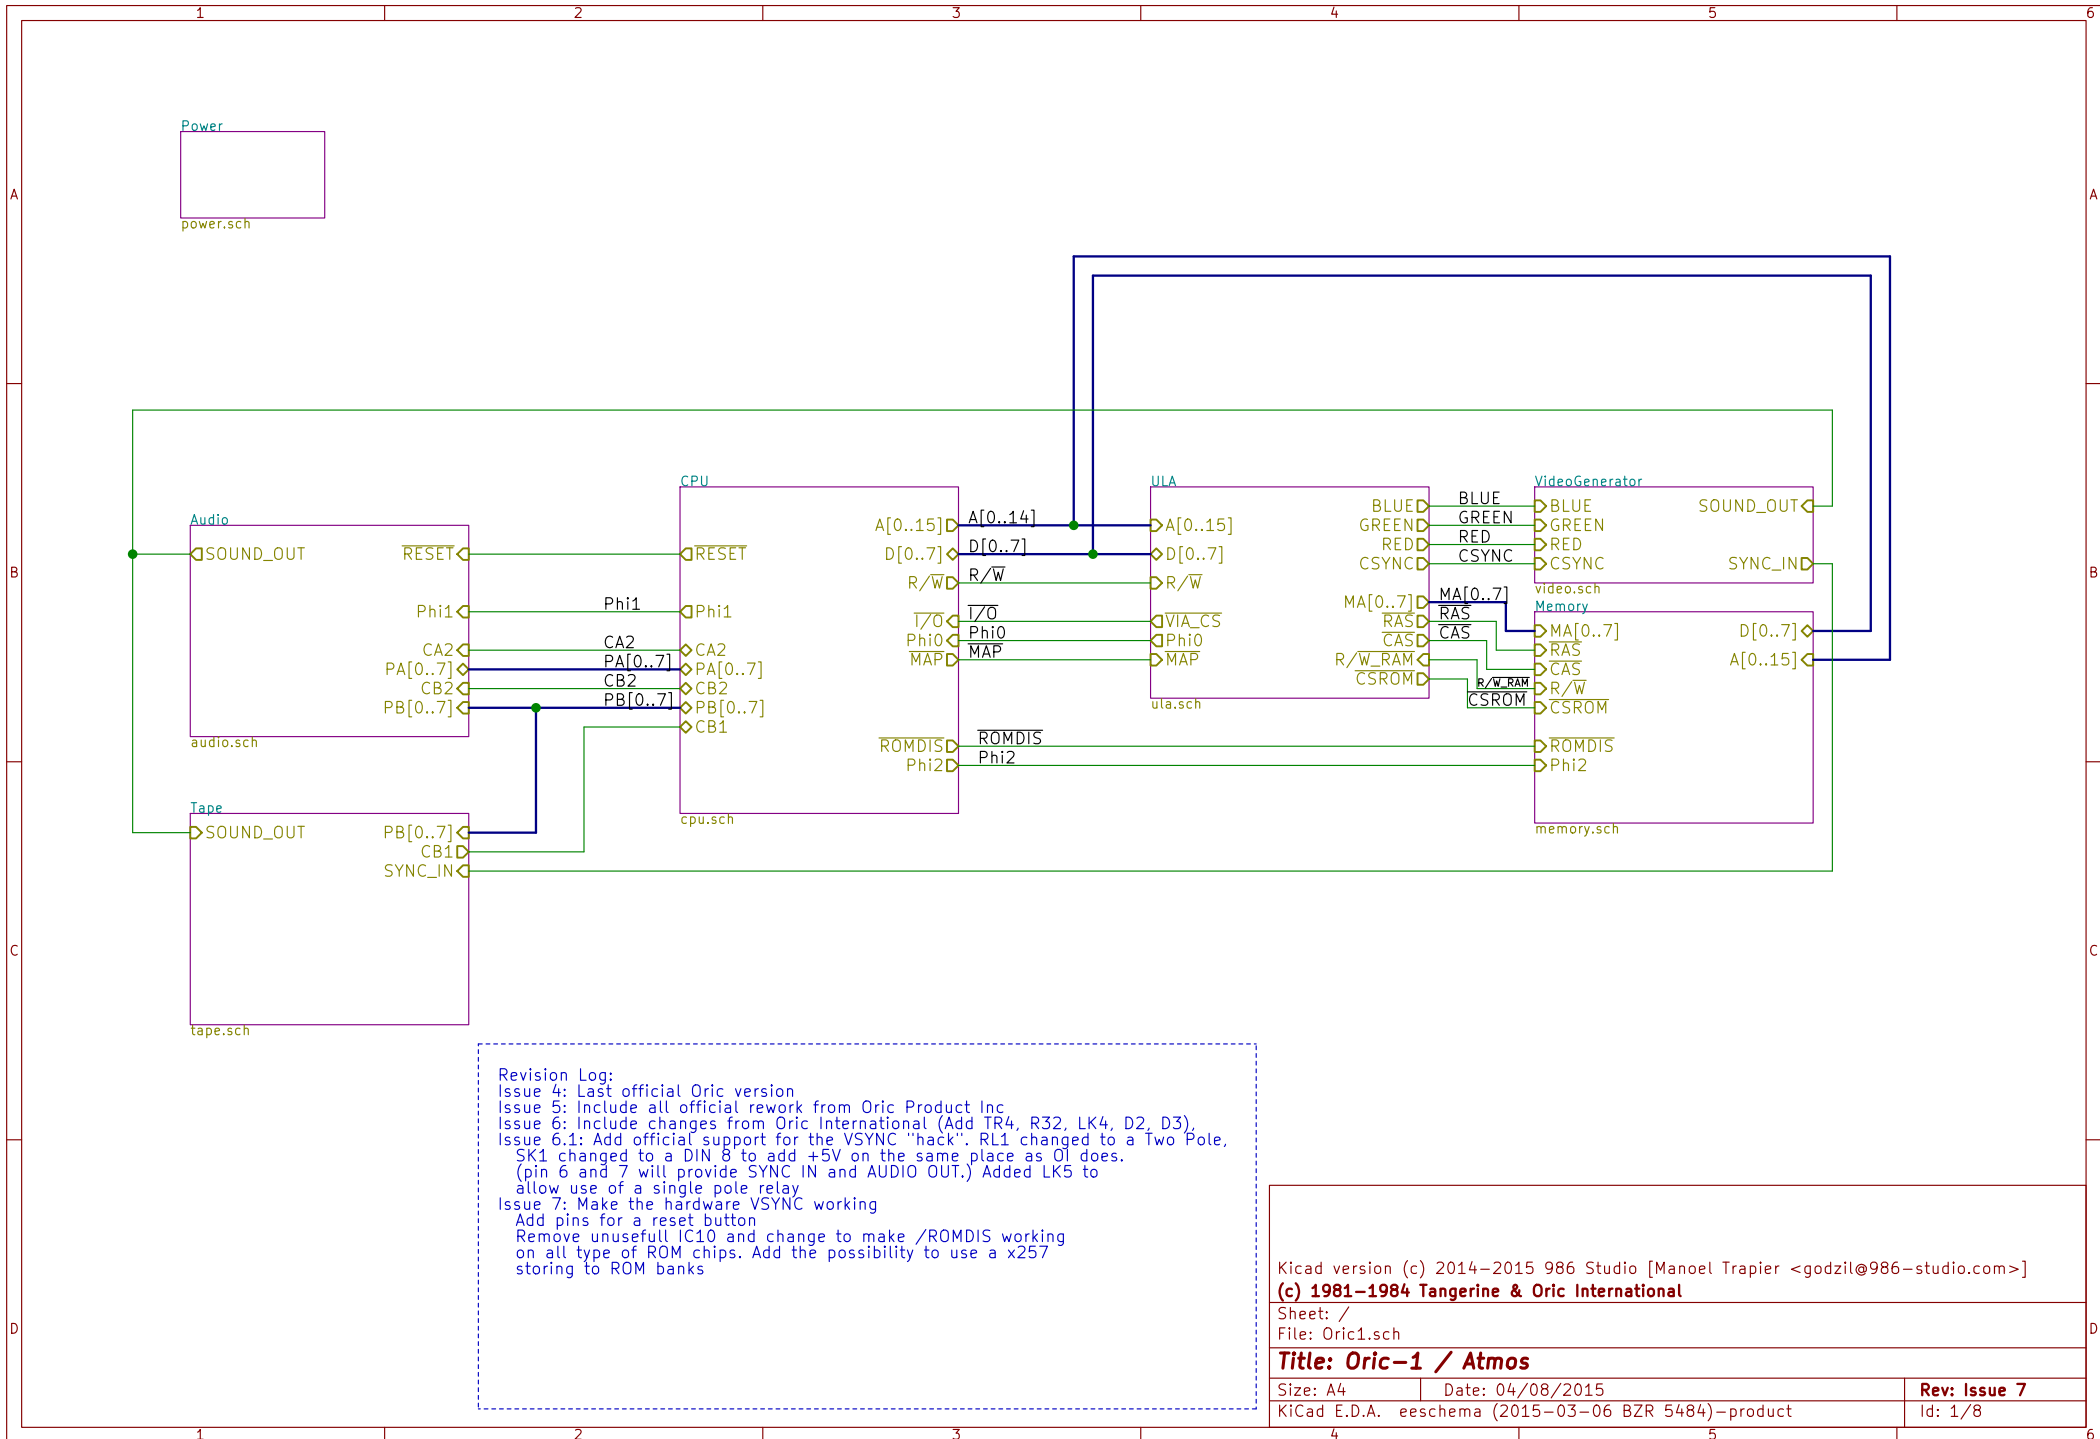 1 2 3 4 5 6
A A
B B
C C
D D
1 2 3 4 5 6
Power
power.sch
Audio
SOUND_OUT
RESET
Phi1
CA2
PA[0..7]
CB2
PB[0..7]
audio.sch
Phi1
CA2
PA[0..7]
CB2
PB[0..7]
Tape
SOUND_OUT
PB[0..7]
CB1
SYNC_IN
tape.sch
CPU
RESET
Phi1
CA2
PA[0..7]
CB2
PB[0..7]
CB1
A[0..15]
D[0..7]
R/W
I/O
Phi0
MAP
ROMDIS
Phi2
cpu.sch
A[0..14]
D[0..7]
R/W
I/O
Phi0
MAP
ROMDIS
Phi2
ULA
A[0..15]
D[0..7]
R/W
VIA_CS
Phi0
MAP
BLUE
GREEN
RED
CSYNC
MA[0..7]
RAS
CAS
R/W_RAM
CSROM
ula.sch
BLUE
GREEN
RED
CSYNC
MA[0..7]
RAS
CAS
R/W_RAM
CSROM
VideoGenerator
BLUE
GREEN
RED
CSYNC
SOUND_OUT
SYNC_IN
video.sch
Memory
MA[0..7]
RAS
CAS
R/W
CSROM
ROMDIS
Phi2
D[0..7]
A[0..15]
memory.sch
Revision Log:
Issue 4: Last official Oric version
Issue 5: Include all official rework from Oric Product Inc
Issue 6: Include changes from Oric International (Add TR4, R32, LK4, D2, D3),
Issue 6.1: Add official support for the VSYNC "hack". RL1 changed to a Two Pole,
SK1 changed to a DIN 8 to add +5V on the same place as OI does.
(pin 6 and 7 will provide SYNC IN and AUDIO OUT.) Added LK5 to
allow use of a single pole relay
Issue 7: Make the hardware VSYNC working
Add pins for a reset button
Remove unusefull IC10 and change to make /ROMDIS working
on all type of ROM chips. Add the possibility to use a x257
storing to ROM banks
Kicad version (c) 2014-2015 986 Studio [Manoel Trapier <godzil@986-studio.com>]
(c) 1981-1984 Tangerine & Oric International
Sheet: /
File: Oric1.sch
Title: Oric-1 / Atmos
Size: A4 Date: 04/08/2015 Rev: Issue 7
KiCad E.D.A. eeschema (2015-03-06 BZR 5484)-product Id: 1/8